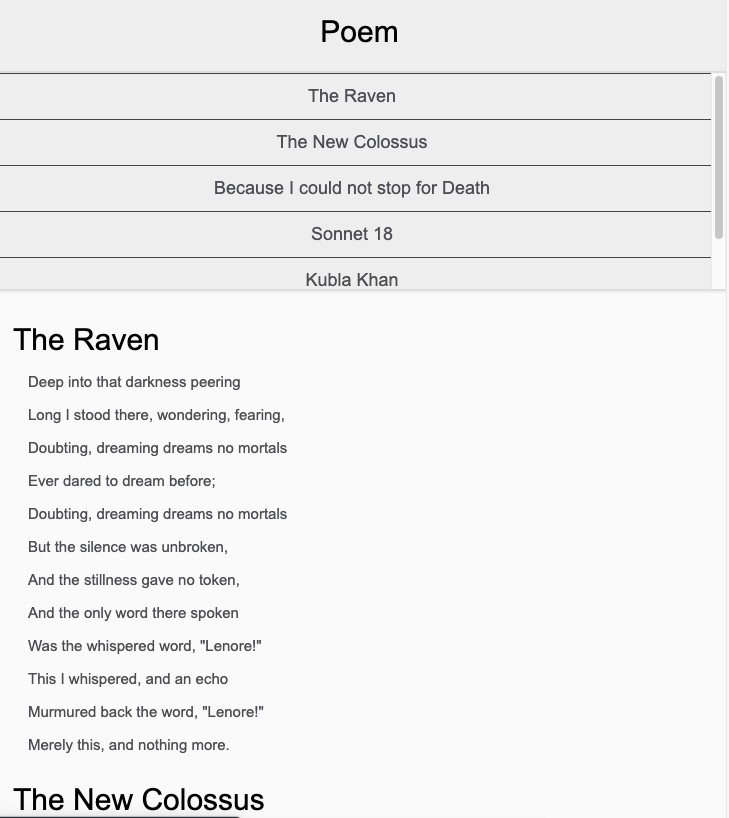 Poem
The Raven
The New Colossus
Because I could not stop for Death
Sonnet 18
Kubla Khan
The Raven
Deep into that darkness peering
Long I stood there, wondering, fearing,
Doubting, dreaming dreams no mortals
Ever dared to dream before;
Doubting, dreaming dreams no mortals
But the silence was unbroken,
And the stillness gave no token,
And the only word there spoken
Was the whispered word, "Lenore!"
This I whispered, and an echo
Murmured back the word, "Lenore!"
Merely this, and nothing more.
The New Colossus